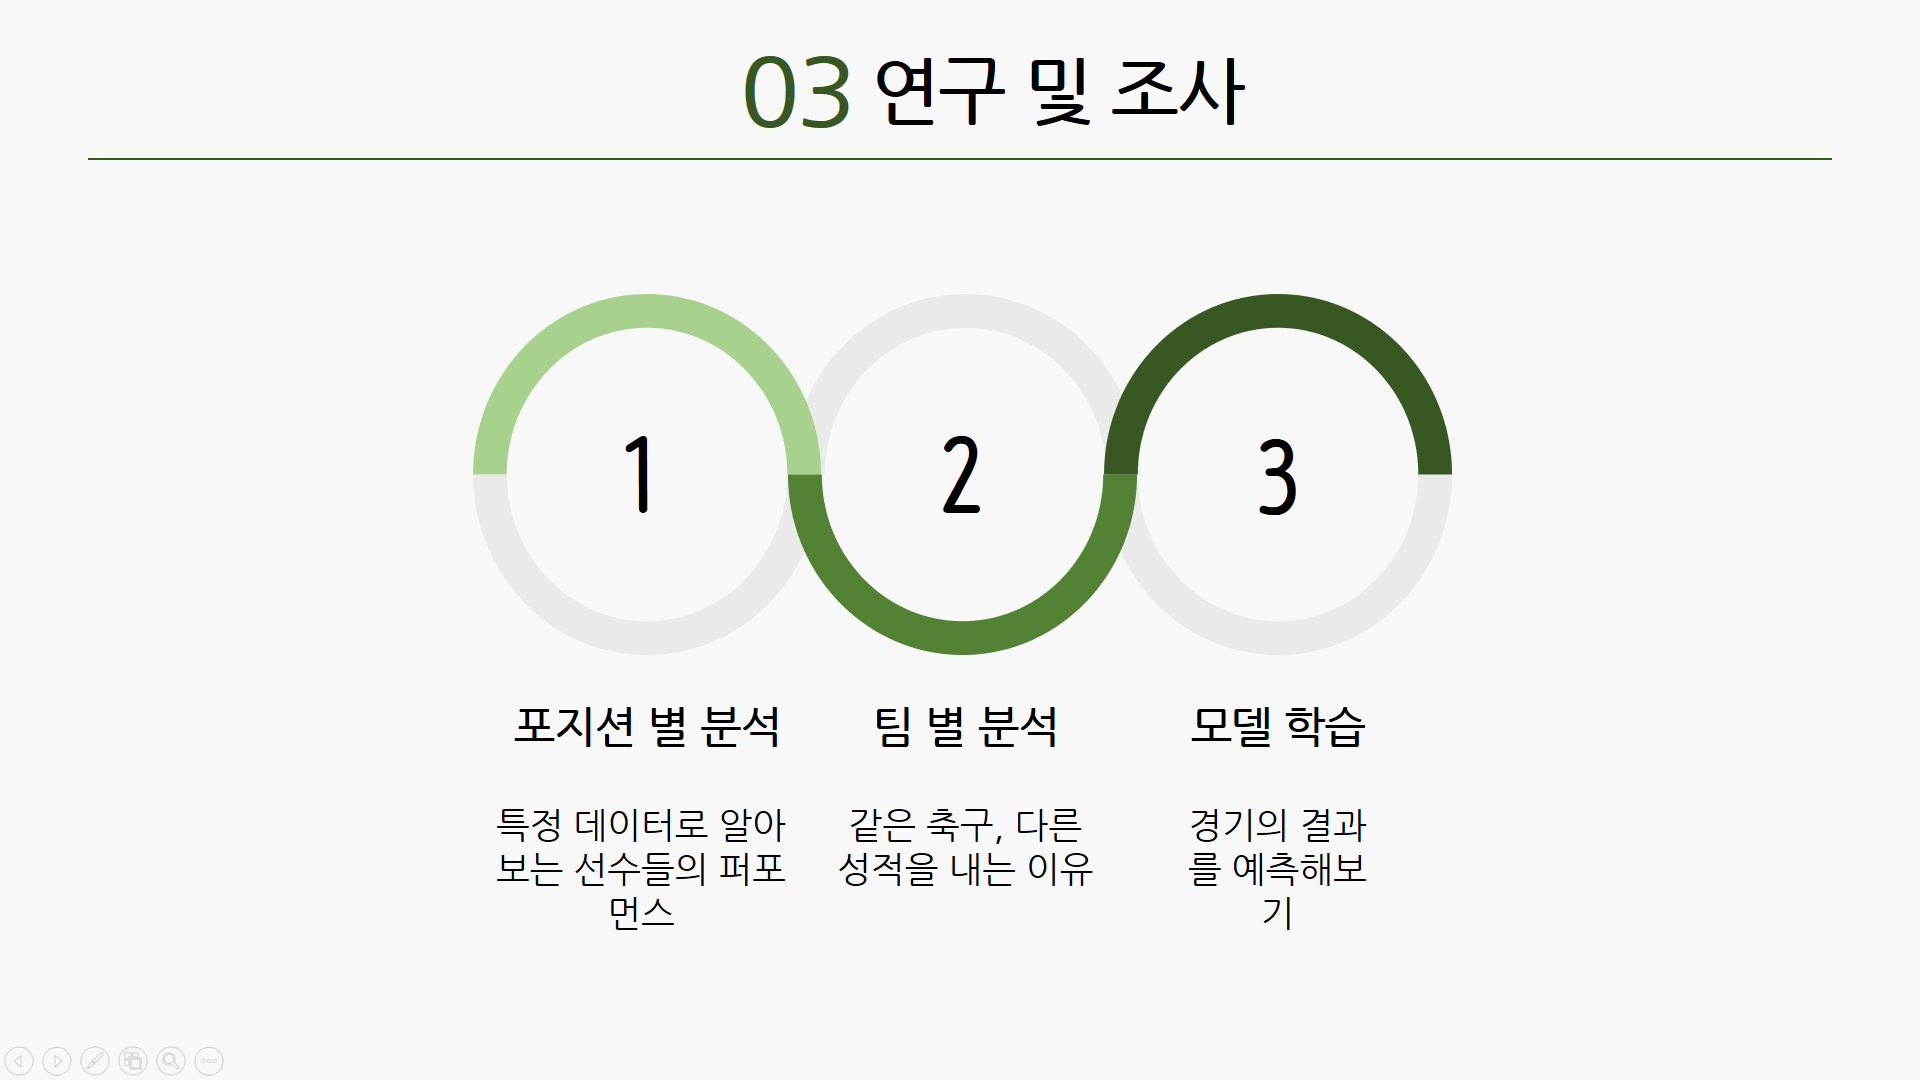 03 연구 및 조사
1
2
3
포지션 별 분석
특정 데이터로 알아
보는 선수들의 퍼포
먼스
팀 별 분석
같은 축구, 다른
성적을 내는 이유
모델 학습
경기의 결과
를 예측해보
기